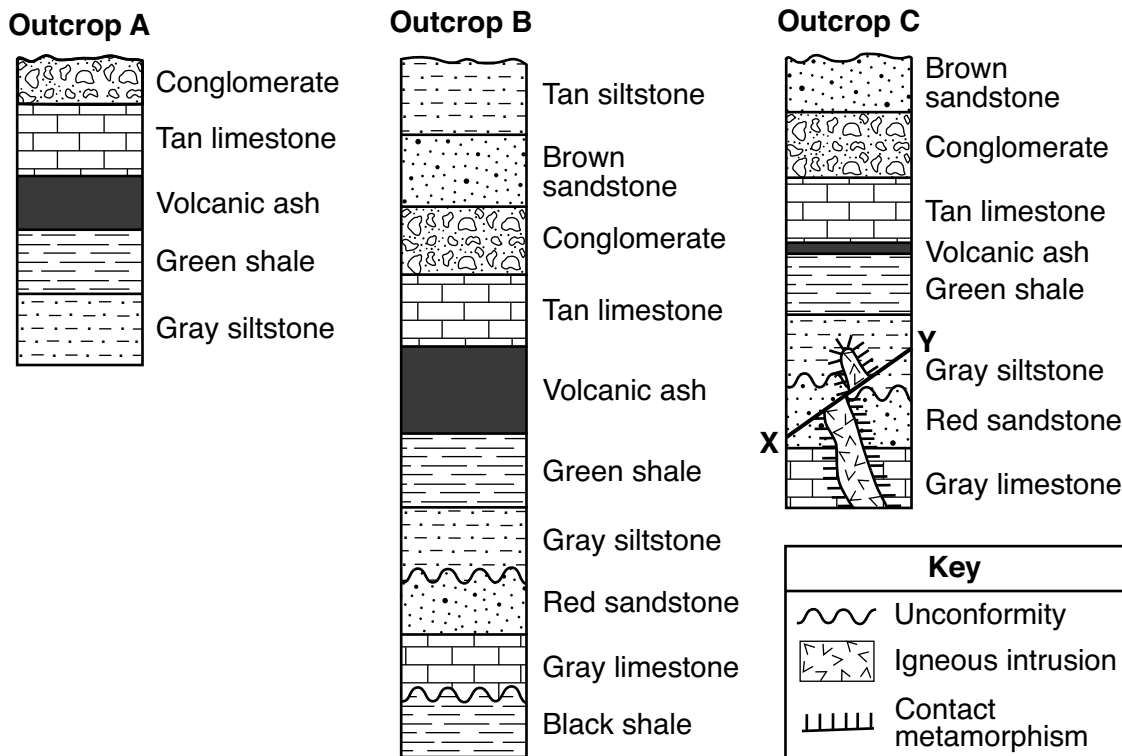 Outcrop A
Conglomerate
Tan limestone
Volcanic ash
Green shale
Gray siltstone
Outcrop B
Tan siltstone
Brown
sandstone
Conglomerate
Tan limestone
Volcanic ash
Green shale
Gray siltstone
Red sandstone
Gray limestone
Black shale
Outcrop C
Brown
sandstone
Conglomerate
Tan limestone
Volcanic ash
Green shale
Y
Gray siltstone
Red sandstone
X
Gray limestone
Key
Unconformity
Igneous intrusion
Contact
metamorphism